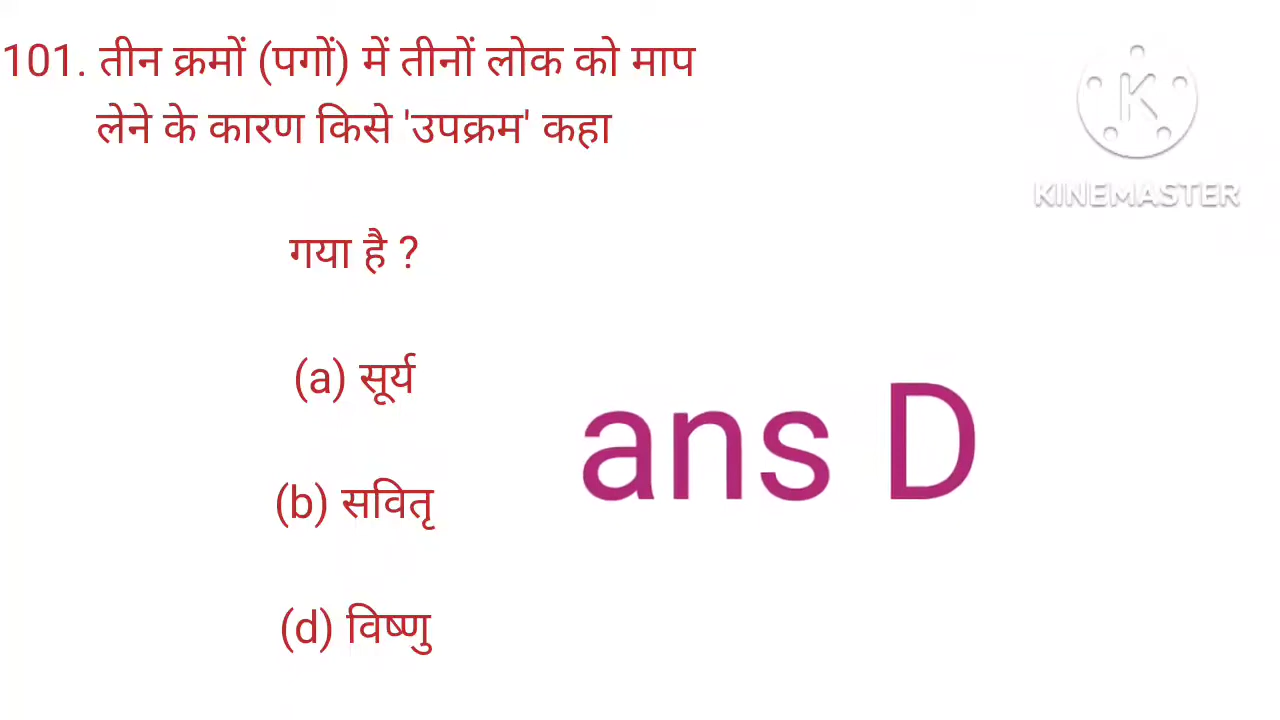 101. तीन क्रमों (पगों) में तीनों लोक को माप
लेने के कारण किसे 'उपक्रम' कहा
गया है ?
(a) सूर्य
(b) सवितृ
(d) विष्णु
ans D
K
KINEMASTER